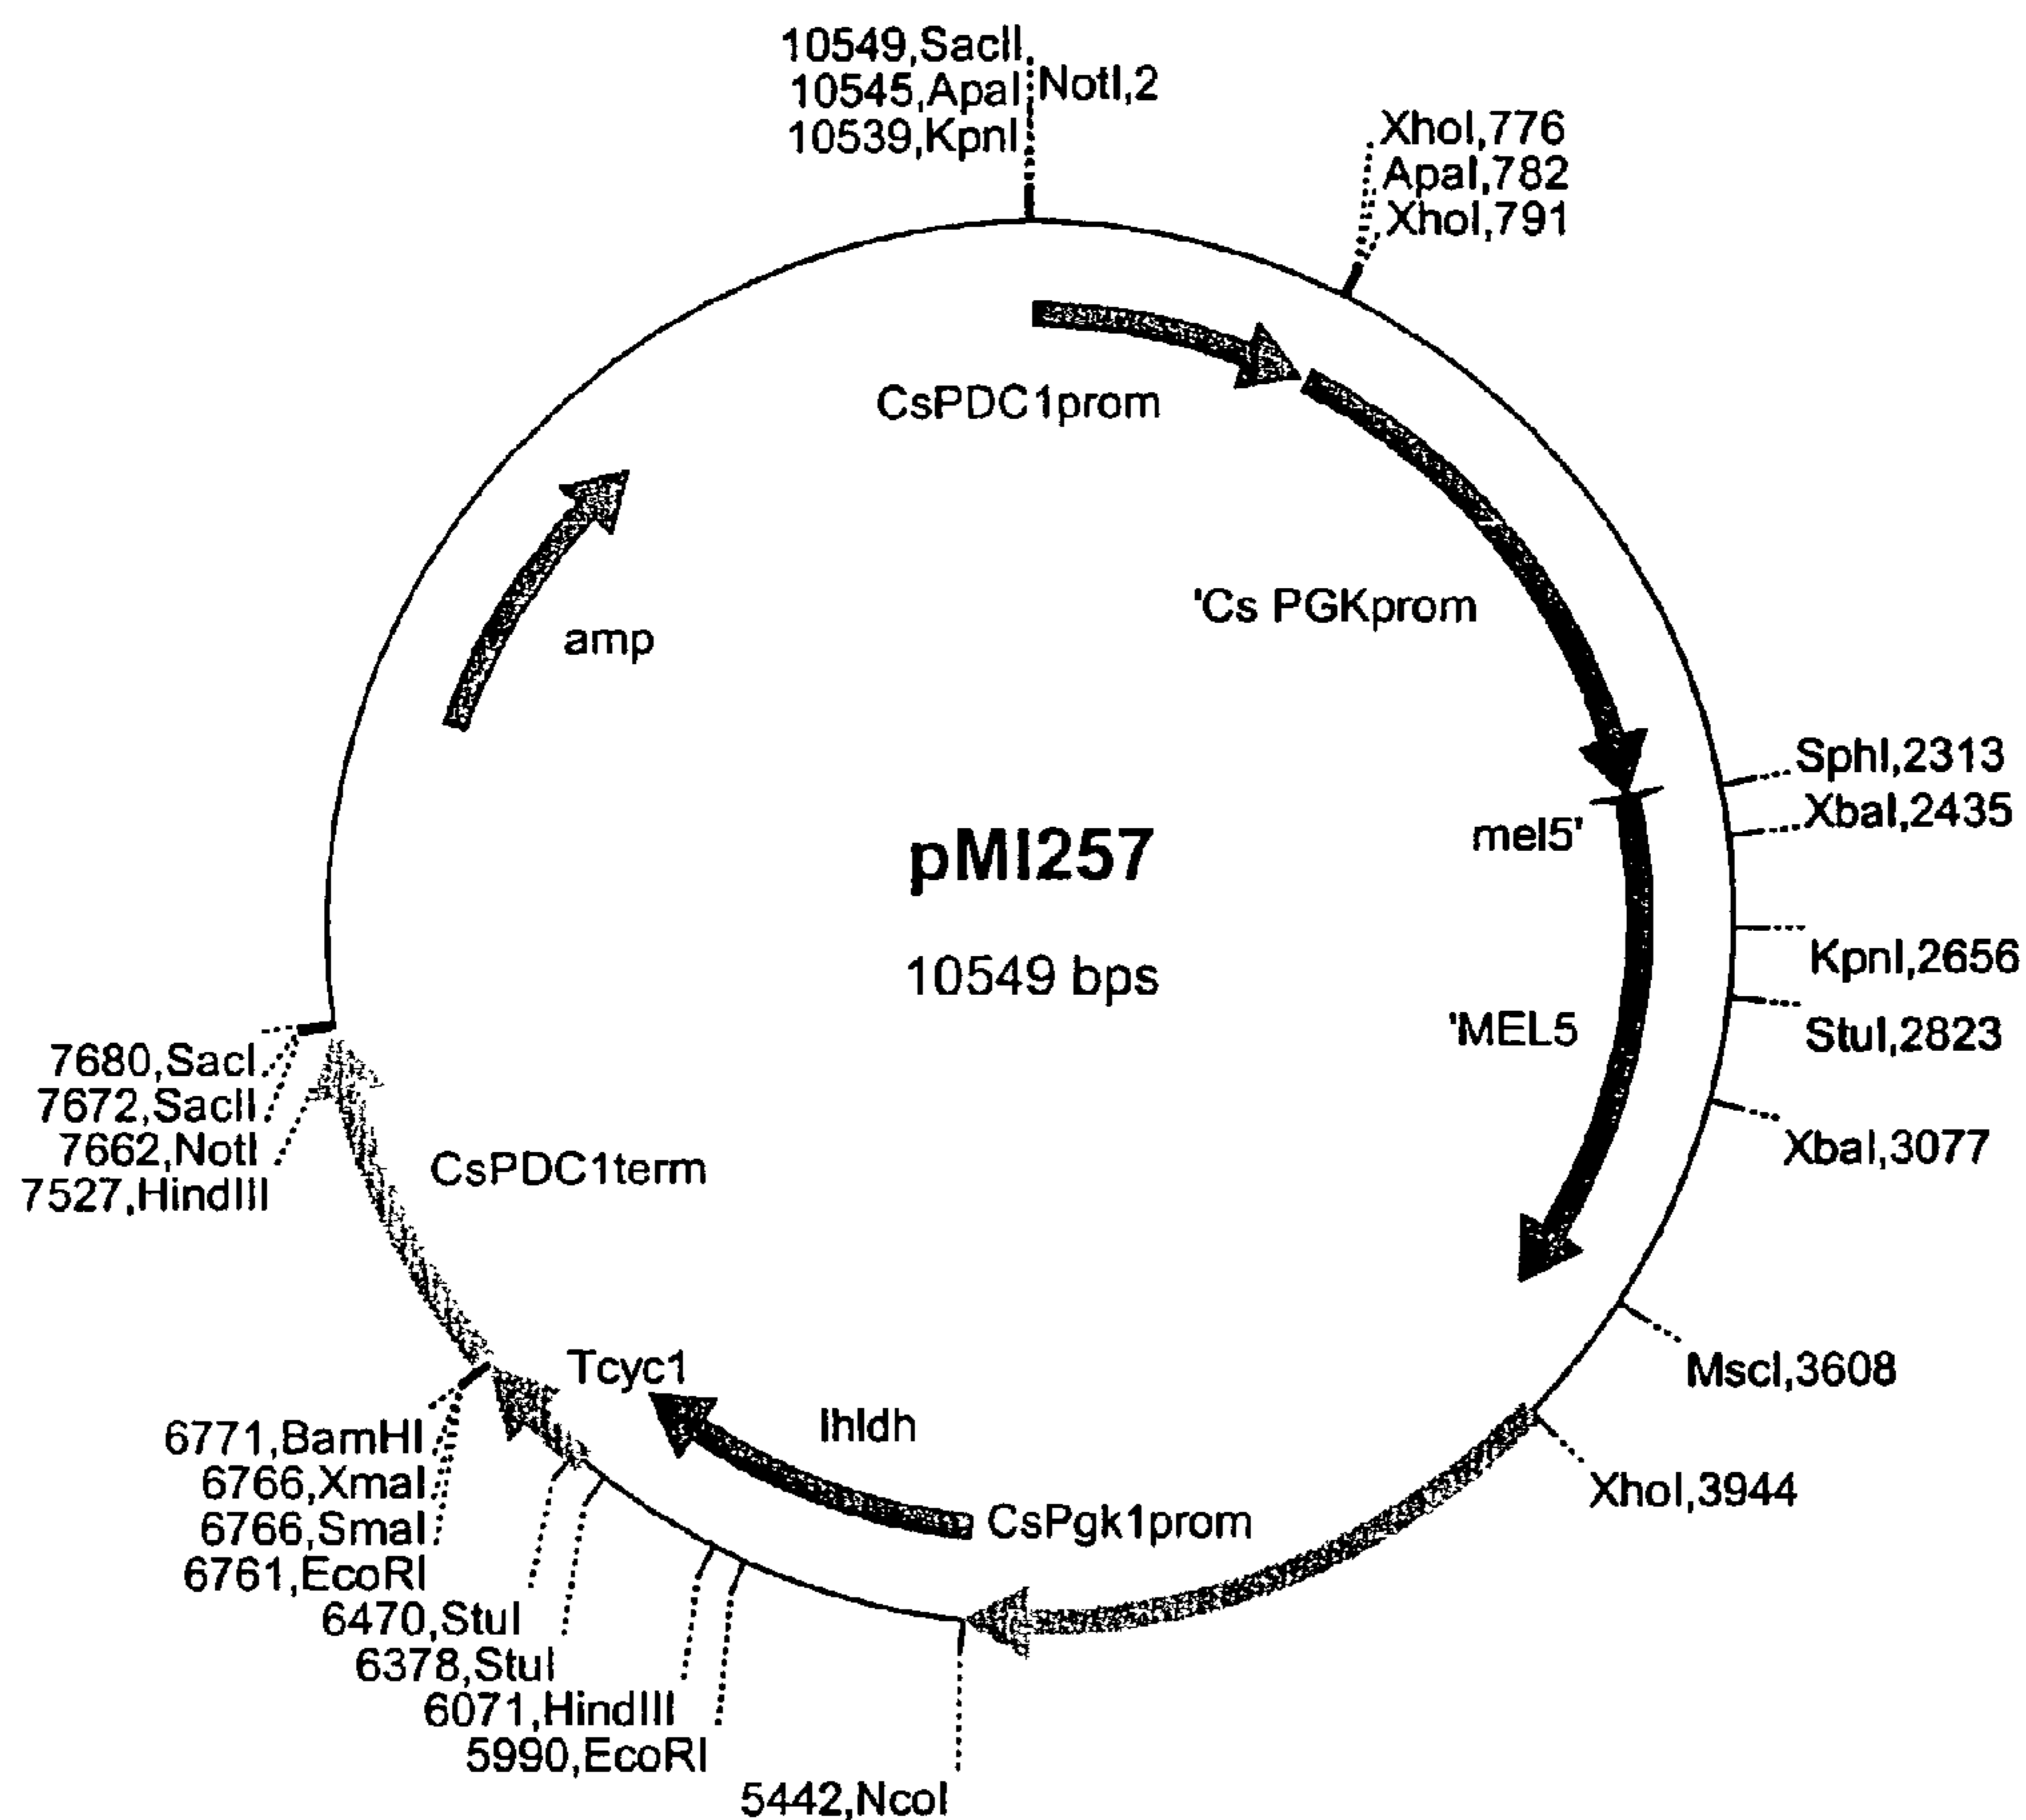 10549,SacII
10545,ApaI
10539,KpnI
NotI,2
XhoI,776
ApaI,782
XhoI,791
CsPDC1prom
'Cs PGKprom
amp
SphI,2313
XbaI,2435
mel5'
pMI257
10549 bps
KpnI,2656
StuI,2823
'MEL5
XbaI,3077
7680,SacI
7672,SacII
7662,NotI
7527,HindIII
CsPDC1term
MscI,3608
Tcyc1
lhldh
XhoI,3944
CsPgk1prom
6771,BamHI
6766,XmaI
6766,SmaI
6761,EcoRI
6470,StuI
6378,StuI
6071,HindIII
5990,EcoRI
5442,NcoI